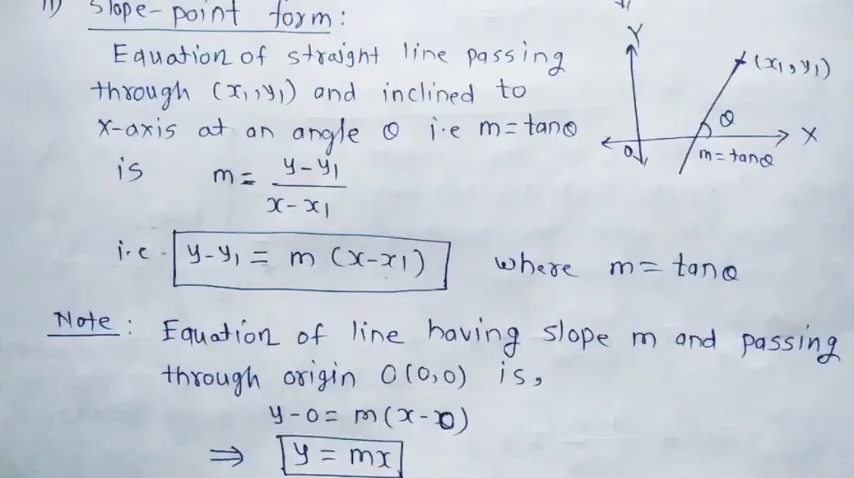 Slope-point form:
Equation of straight line passing
through (x₁, y₁) and inclined to
x-axis at an angle θ i.e m = tanθ
is m = y-y₁ / x-x₁
i.e. y-y₁ = m (x-x₁) where m = tanθ
Note: Equation of line having slope m and passing
through origin O(0,0) is,
y-0 = m(x-0)
⇒ y = mx
Y
(x₁, y₁)
θ
X
O
m = tanθ